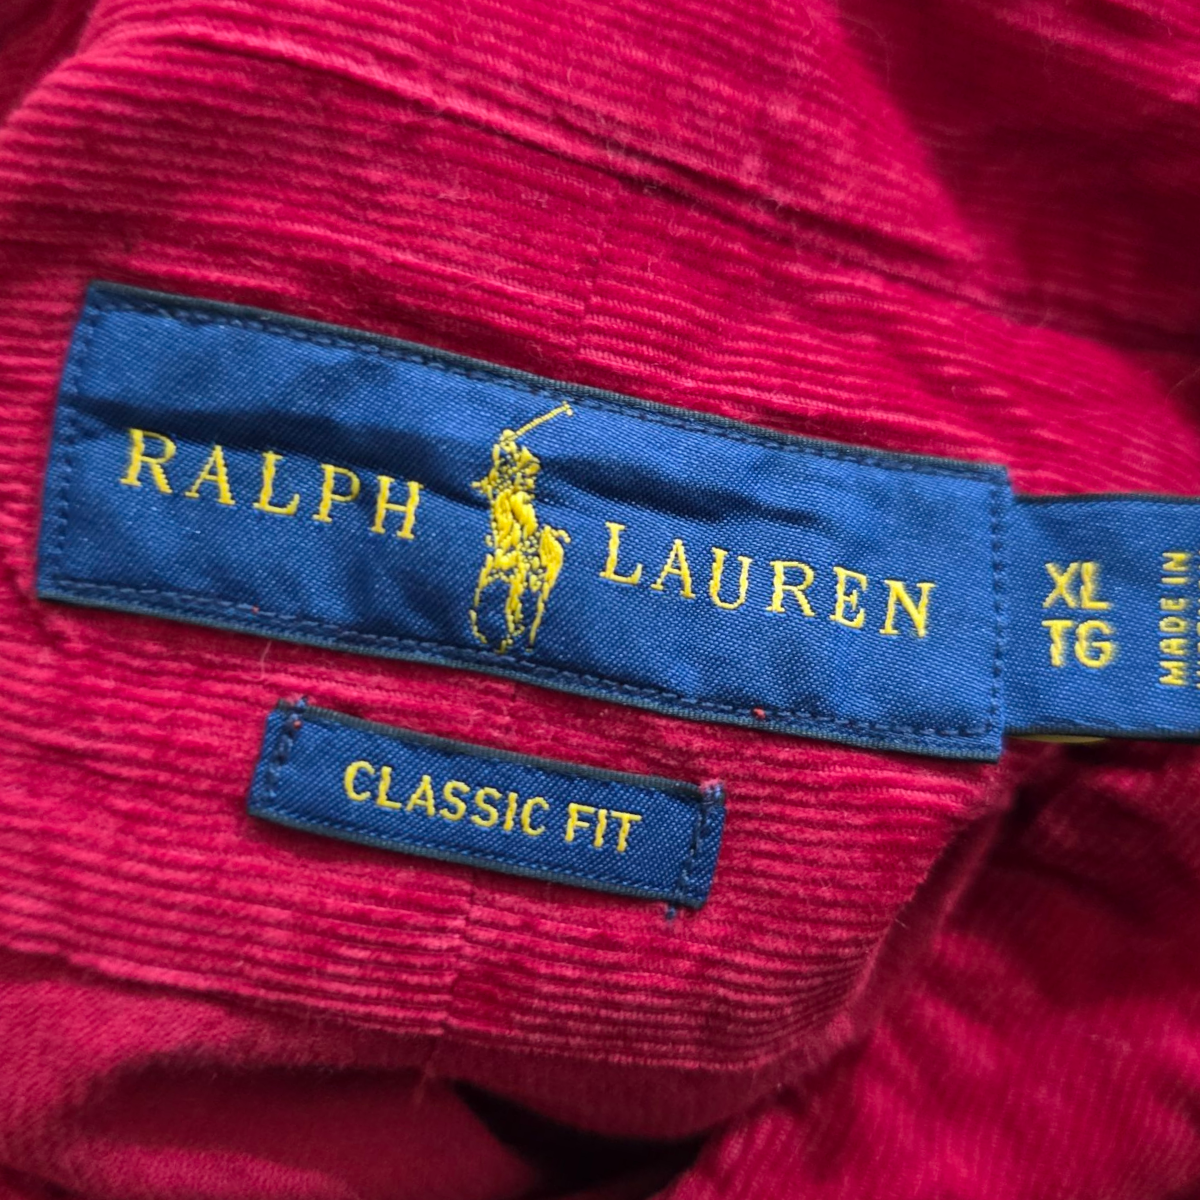 RALPH LAUREN
XL
TG
MADE IN
CLASSIC FIT